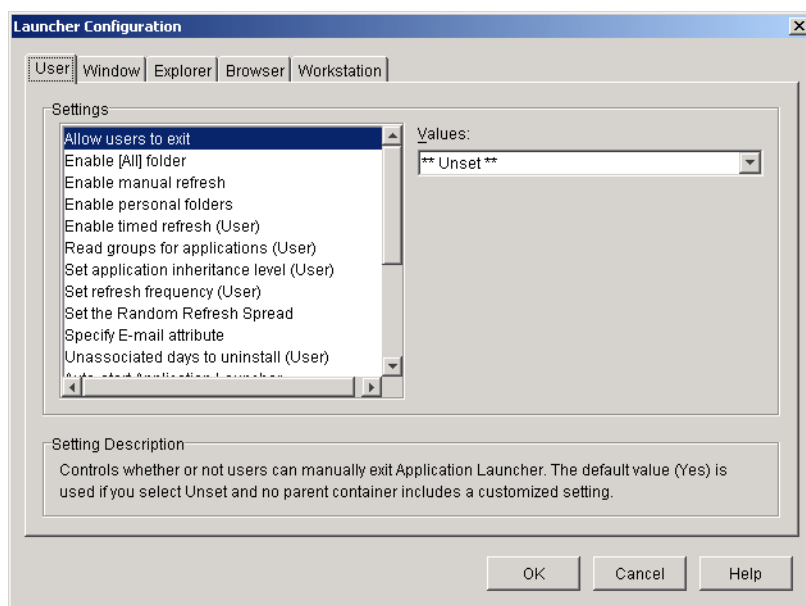 Launcher Configuration
User Window Explorer Browser Workstation
Settings
Allow users to exit
Enable [All] folder
Enable manual refresh
Enable personal folders
Enable timed refresh (User)
Read groups for applications (User)
Set application inheritance level (User)
Set refresh frequency (User)
Set the Random Refresh Spread
Specify E-mail attribute
Unassociated days to uninstall (User)
Auto-start Application Launcher
Values:
** Unset **
Setting Description
Controls whether or not users can manually exit Application Launcher. The default value (Yes) is
used if you select Unset and no parent container includes a customized setting.
OK Cancel Help